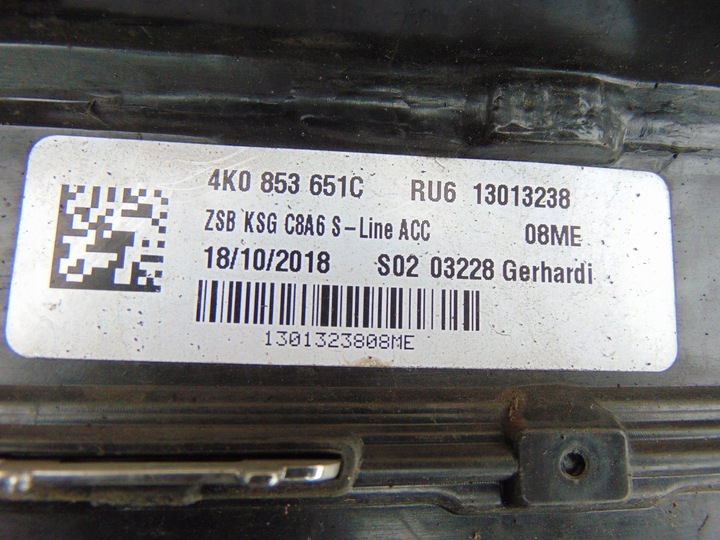 4K0 853 651C RU6 13013238
ZSB KSG C8A6 S-Line ACC 08ME
18/10/2018 S02 03228 Gerhardi
1301323808ME